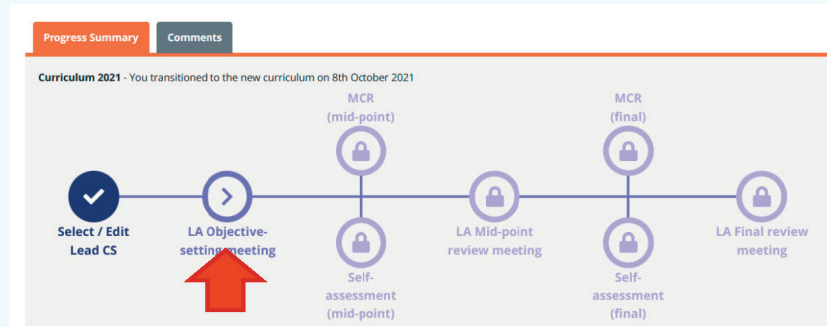 Progress Summary
Comments
Curriculum 2021 - You transitioned to the new curriculum on 8th October 2021
MCR
(mid-point)
MCR
(final)
Select / Edit
Lead CS
LA Objective-
setting meeting
LA Mid-point
review meeting
LA Final review
meeting
Self-
assessment
(mid-point)
Self-
assessment
(final)